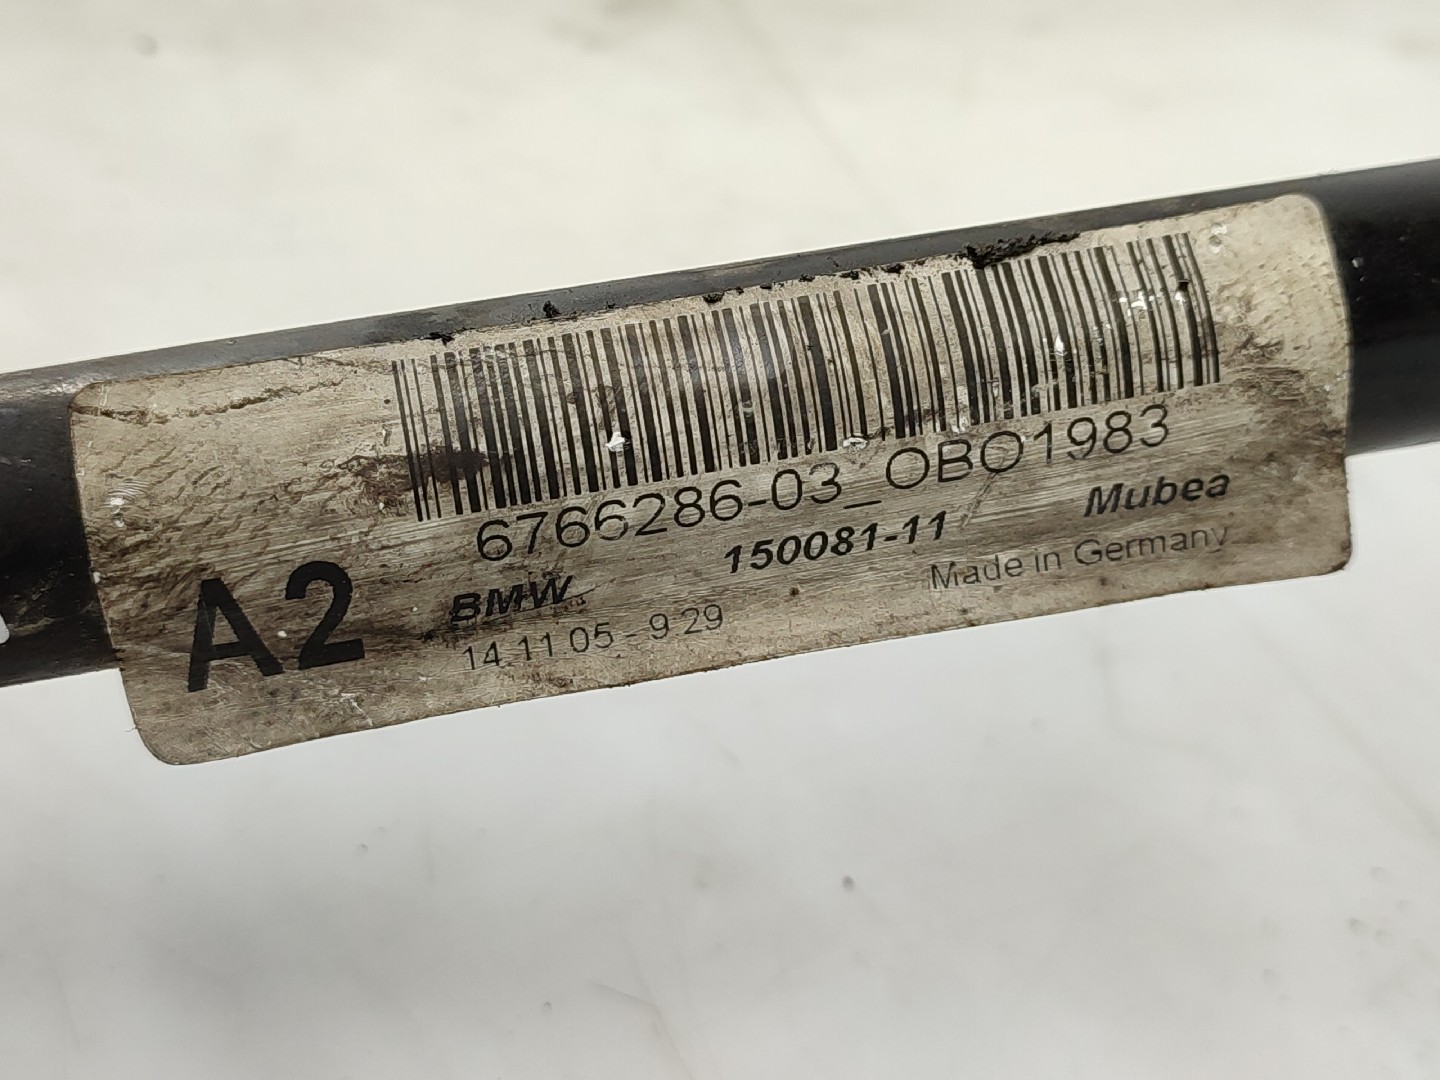 6766286-03_OBO1983
A2
BMW 150081-11 Mubea
14.11.05 - 9.29 Made in Germany